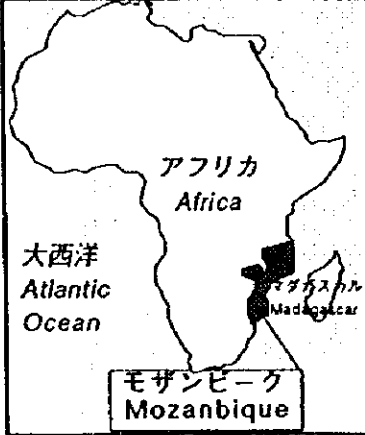 アフリカ
Africa
大西洋
Atlantic
Ocean
マダガスカル
Madagascar
モザンビーク
Mozanbique